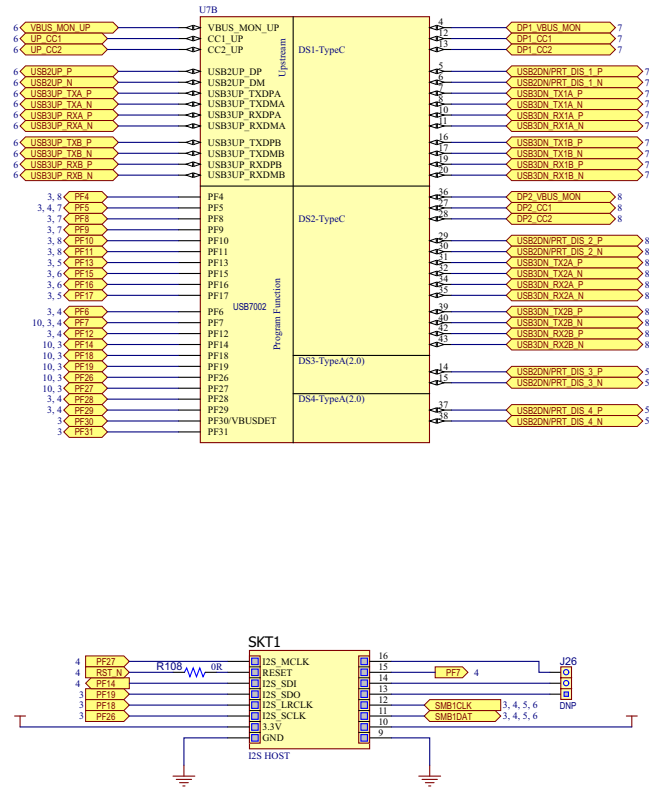 U7B
6 VBUS_MON_UP VBUS_MON_UP 4 DP1_VBUS_MON 7
6 UP_CC1 CC1_UP 12 DP1_CC1 7
6 UP_CC2 CC2_UP Upstream DS1-TypeC 13 DP1_CC2 7
6 USB2UP_P USB2UP_DP 5 USB2DN/PRT_DIS_1_P 7
6 USB2UP_N USB2UP_DM 6 USB2DN/PRT_DIS_1_N 7
6 USB3UP_TXA_P USB3UP_TXDPA 7 USB3DN_TX1A_P 7
6 USB3UP_TXA_N USB3UP_TXDMA 8 USB3DN_TX1A_N 7
6 USB3UP_RXA_P USB3UP_RXDPA 10 USB3DN_RX1A_P 7
6 USB3UP_RXA_N USB3UP_RXDMA 11 USB3DN_RX1A_N 7
6 USB3UP_TXB_P USB3UP_TXDPB 16 USB3DN_TX1B_P 7
6 USB3UP_TXB_N USB3UP_TXDMB 17 USB3DN_TX1B_N 7
6 USB3UP_RXB_P USB3UP_RXDPB 19 USB3DN_RX1B_P 7
6 USB3UP_RXB_N USB3UP_RXDMB 20 USB3DN_RX1B_N 7
3, 8 PF4 PF4 36 DP2_VBUS_MON 8
3, 4, 7 PF5 PF5 27 DP2_CC1 8
3, 7 PF8 PF8 DS2-TypeC 28 DP2_CC2 8
3, 7 PF9 PF9
3, 8 PF10 PF10 29 USB2DN/PRT_DIS_2_P 8
3, 8 PF11 PF11 30 USB2DN/PRT_DIS_2_N 8
3, 5 PF13 PF13 31 USB3DN_TX2A_P 8
3, 6 PF15 PF15 32 USB3DN_TX2A_N 8
3, 6 PF16 PF16 34 USB3DN_RX2A_P 8
3, 5 PF17 PF17 35 USB3DN_RX2A_N 8
USB7002
3, 4 PF6 PF6 39 USB3DN_TX2B_P 8
10, 3, 4 PF7 PF7 40 USB3DN_TX2B_N 8
3, 4 PF12 PF12 Program Function 42 USB3DN_RX2B_P 8
10, 3 PF14 PF14 43 USB3DN_RX2B_N 8
10, 3 PF18 PF18 DS3-TypeA(2.0)
10, 3 PF19 PF19 14 USB2DN/PRT_DIS_3_P 5
10, 3 PF26 PF26 15 USB2DN/PRT_DIS_3_N 5
10, 3 PF27 PF27
3, 4 PF28 PF28 DS4-TypeA(2.0)
3, 4 PF29 PF29 37 USB2DN/PRT_DIS_4_P 5
3 PF30 PF30/VBUSDET 38 USB2DN/PRT_DIS_4_N 5
3 PF31 PF31
SKT1
4 PF27 I2S_MCLK 16 J26
4 RST_N R108 0R RESET 15 PF7 4
4 PF14 I2S_SDI 14
3 PF19 I2S_SDO 13
3 PF18 I2S_LRCLK 12 SMB1CLK 3, 4, 5, 6 DNP
3 PF26 I2S_SCLK 11 SMB1DAT 3, 4, 5, 6
3.3V 10
GND 9
I2S HOST